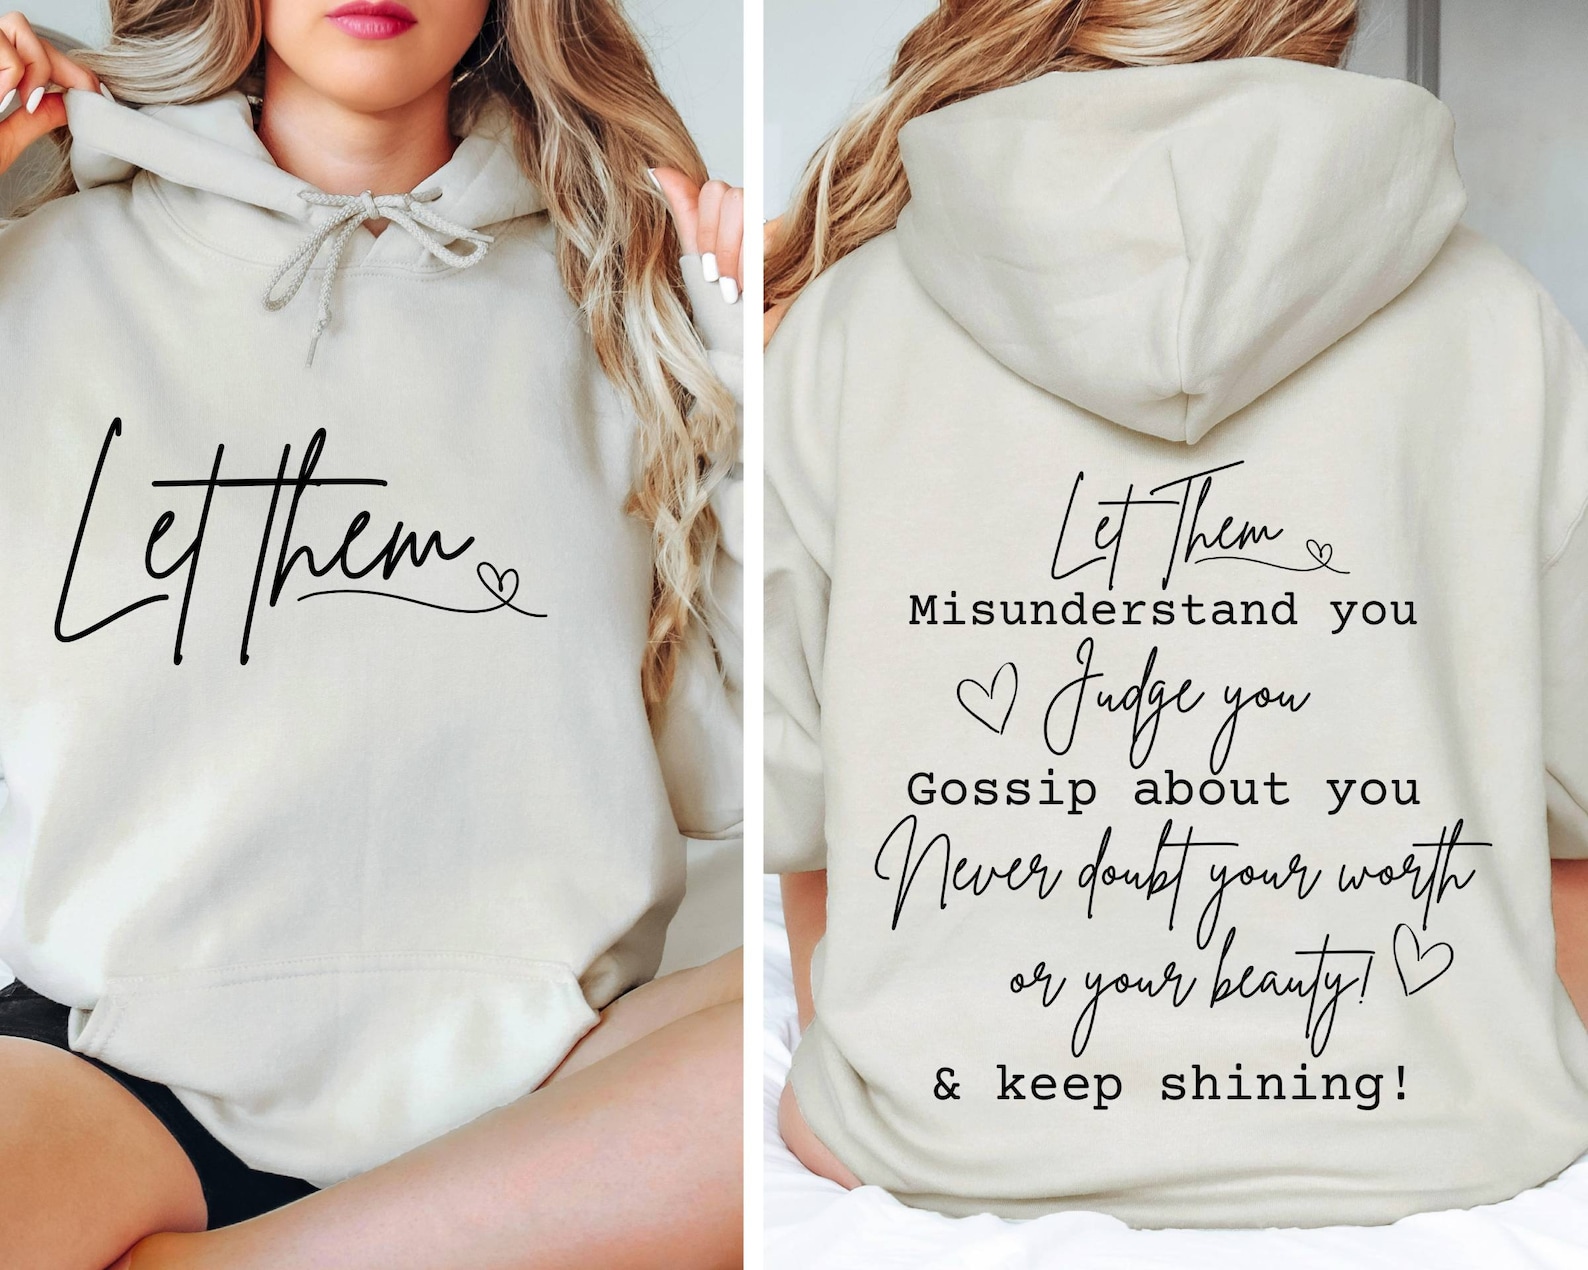 Let them
Let Them
Misunderstand you
Judge you
Gossip about you
Never doubt your worth
or your beauty!
& keep shining!